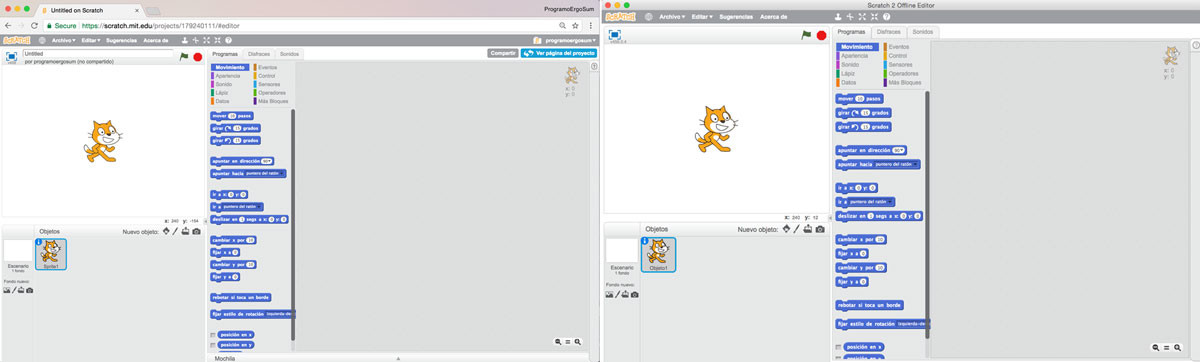 Untitled on Scratch
ProgramoErgoSum
Secure https://scratch.mit.edu/projects/179240111/#editor
SCRATCH Archivo Editar Sugerencias Acerca de programoergosum
Untitled
por programoergosum (no compartido)
Programas Disfraces Sonidos
Compartir Ver página del proyecto
Movimiento Eventos
Apariencia Control
Sonido Sensores
Lápiz Operadores
Datos Más Bloques
x: 0
y: 0
mover 10 pasos
girar 15 grados
girar 15 grados
apuntar en dirección 90
apuntar hacia puntero del ratón
ir a x: 0 y: 0
ir a puntero del ratón
deslizar en 1 segs a x: 0 y: 0
cambiar x por 10
fijar x a 0
cambiar y por 10
fijar y a 0
rebotar si toca un borde
fijar estilo de rotación izquierda-de
posición en x
posición en y
x: 240 y: -154
Objetos Nuevo objeto:
Escenario
1 fondo
Sprite1
Fondo nuevo:
Mochila
Scratch 2 Offline Editor
SCRATCH Archivo Editar Sugerencias Acerca de
Programas Disfraces Sonidos
Movimiento Eventos
Apariencia Control
Sonido Sensores
Lápiz Operadores
Datos Más Bloques
x: 0
y: 0
mover 10 pasos
girar 15 grados
girar 15 grados
apuntar en dirección 90
apuntar hacia puntero del ratón
ir a x: 0 y: 0
ir a puntero del ratón
deslizar en 1 segs a x: 0 y: 0
cambiar x por 10
fijar x a 0
cambiar y por 10
fijar y a 0
rebotar si toca un borde
fijar estilo de rotación izquierda-de
posición en x
x: 240 y: 12
Objetos Nuevo objeto:
Escenario
1 fondo
Objeto1
Fondo nuevo: